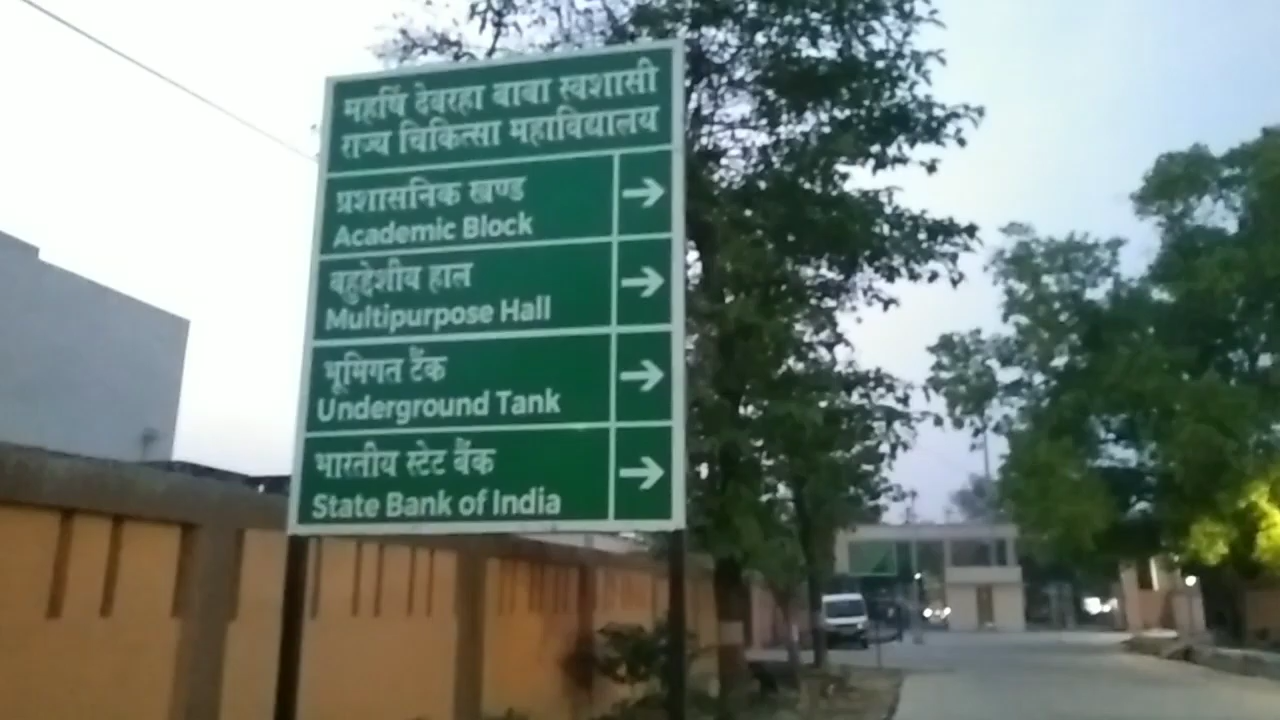 महर्षि देवरहा बाबा स्वशासी
राज्य चिकित्सा महाविद्यालय
प्रशासनिक खण्ड
Academic Block
बहुद्देशीय हाल
Multipurpose Hall
भूमिगत टैंक
Underground Tank
भारतीय स्टेट बैंक
State Bank of India